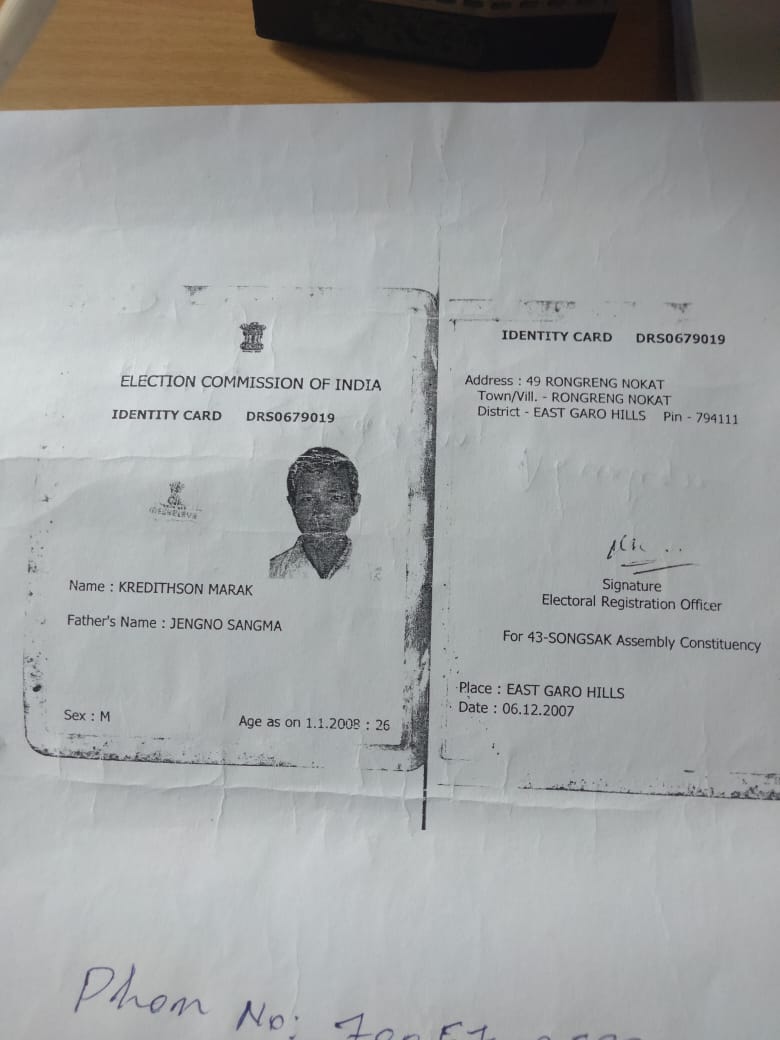 ELECTION COMMISSION OF INDIA
IDENTITY CARD DRS0679019
Name : KREDITHSON MARAK
Father's Name : JENGNO SANGMA
Sex : M
Age as on 1.1.2008 : 26
IDENTITY CARD DRS0679019
Address : 49 RONGRENG NOKAT
Town/Vill. - RONGRENG NOKAT
District - EAST GARO HILLS Pin - 794111
Signature
Electoral Registration Officer
For 43-SONGSAK Assembly Constituency
Place : EAST GARO HILLS
Date : 06.12.2007
Phon No: